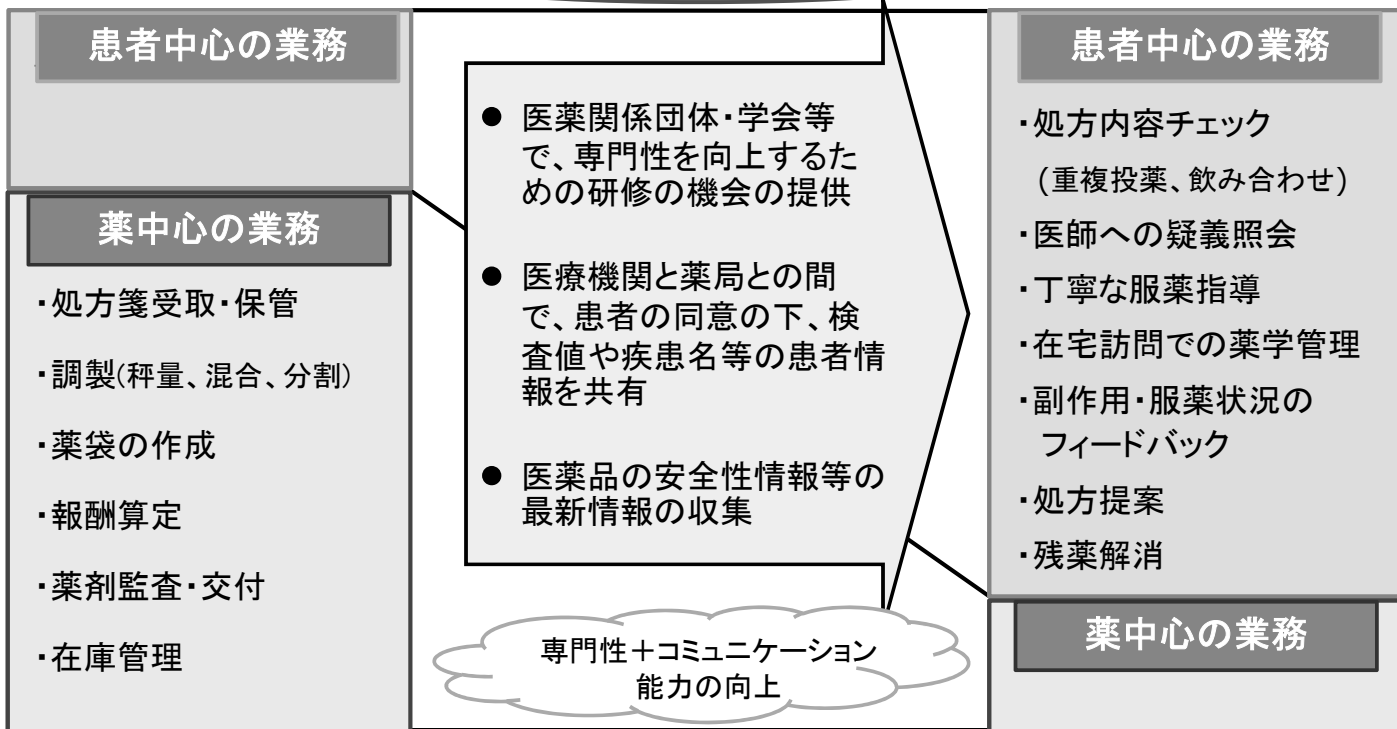 患者中心の業務
薬中心の業務
・処方箋受取・保管
・調製(秤量、混合、分割)
・薬袋の作成
・報酬算定
・薬剤監査・交付
・在庫管理
● 医薬関係団体・学会等
で、専門性を向上するた
めの研修の機会の提供
● 医療機関と薬局との間
で、患者の同意の下、検
査値や疾患名等の患者情
報を共有
● 医薬品の安全性情報等の
最新情報の収集
専門性＋コミュニケーション
能力の向上
患者中心の業務
・処方内容チェック
(重複投薬、飲み合わせ)
・医師への疑義照会
・丁寧な服薬指導
・在宅訪問での薬学管理
・副作用・服薬状況の
フィードバック
・処方提案
・残薬解消
薬中心の業務